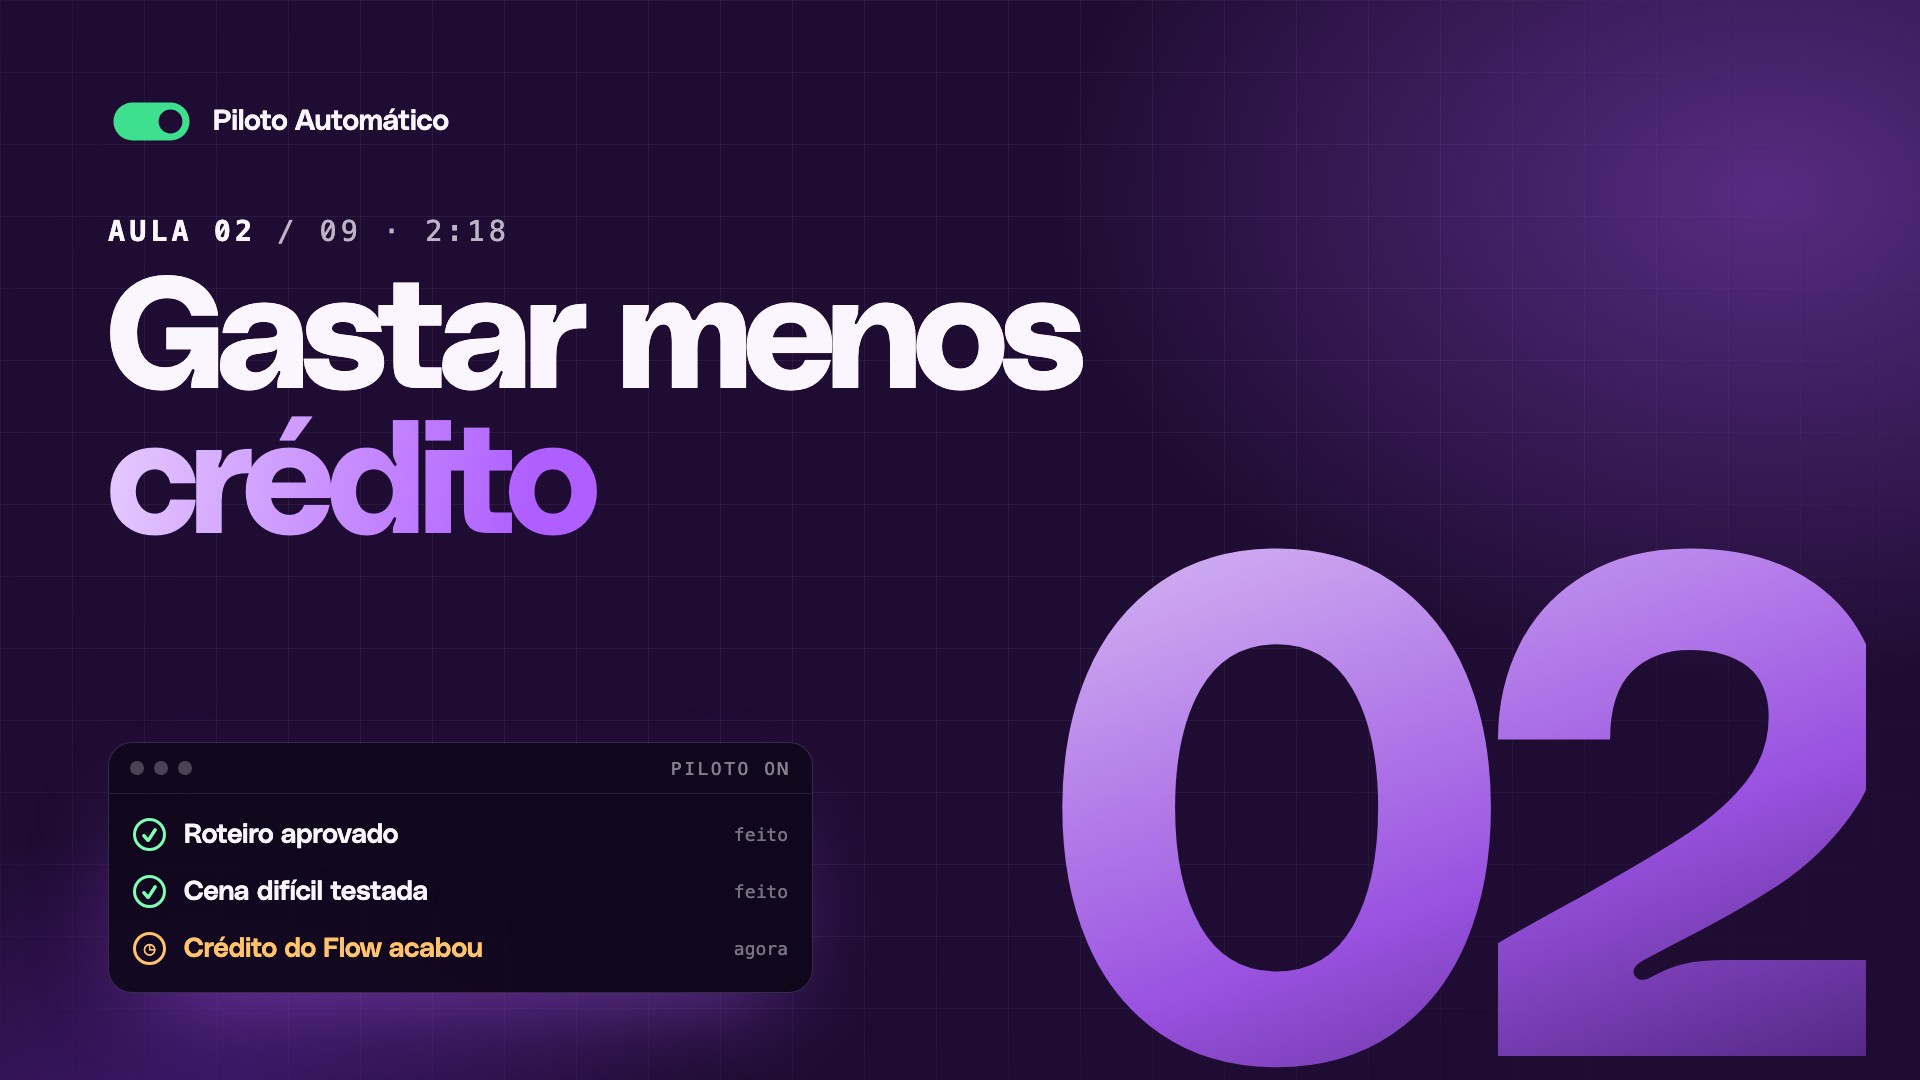 Piloto Automático
AULA 02 / 09 · 2:18
Gastar menos
crédito
02
PILOTO ON
Roteiro aprovado feito
Cena difícil testada feito
Crédito do Flow acabou agora